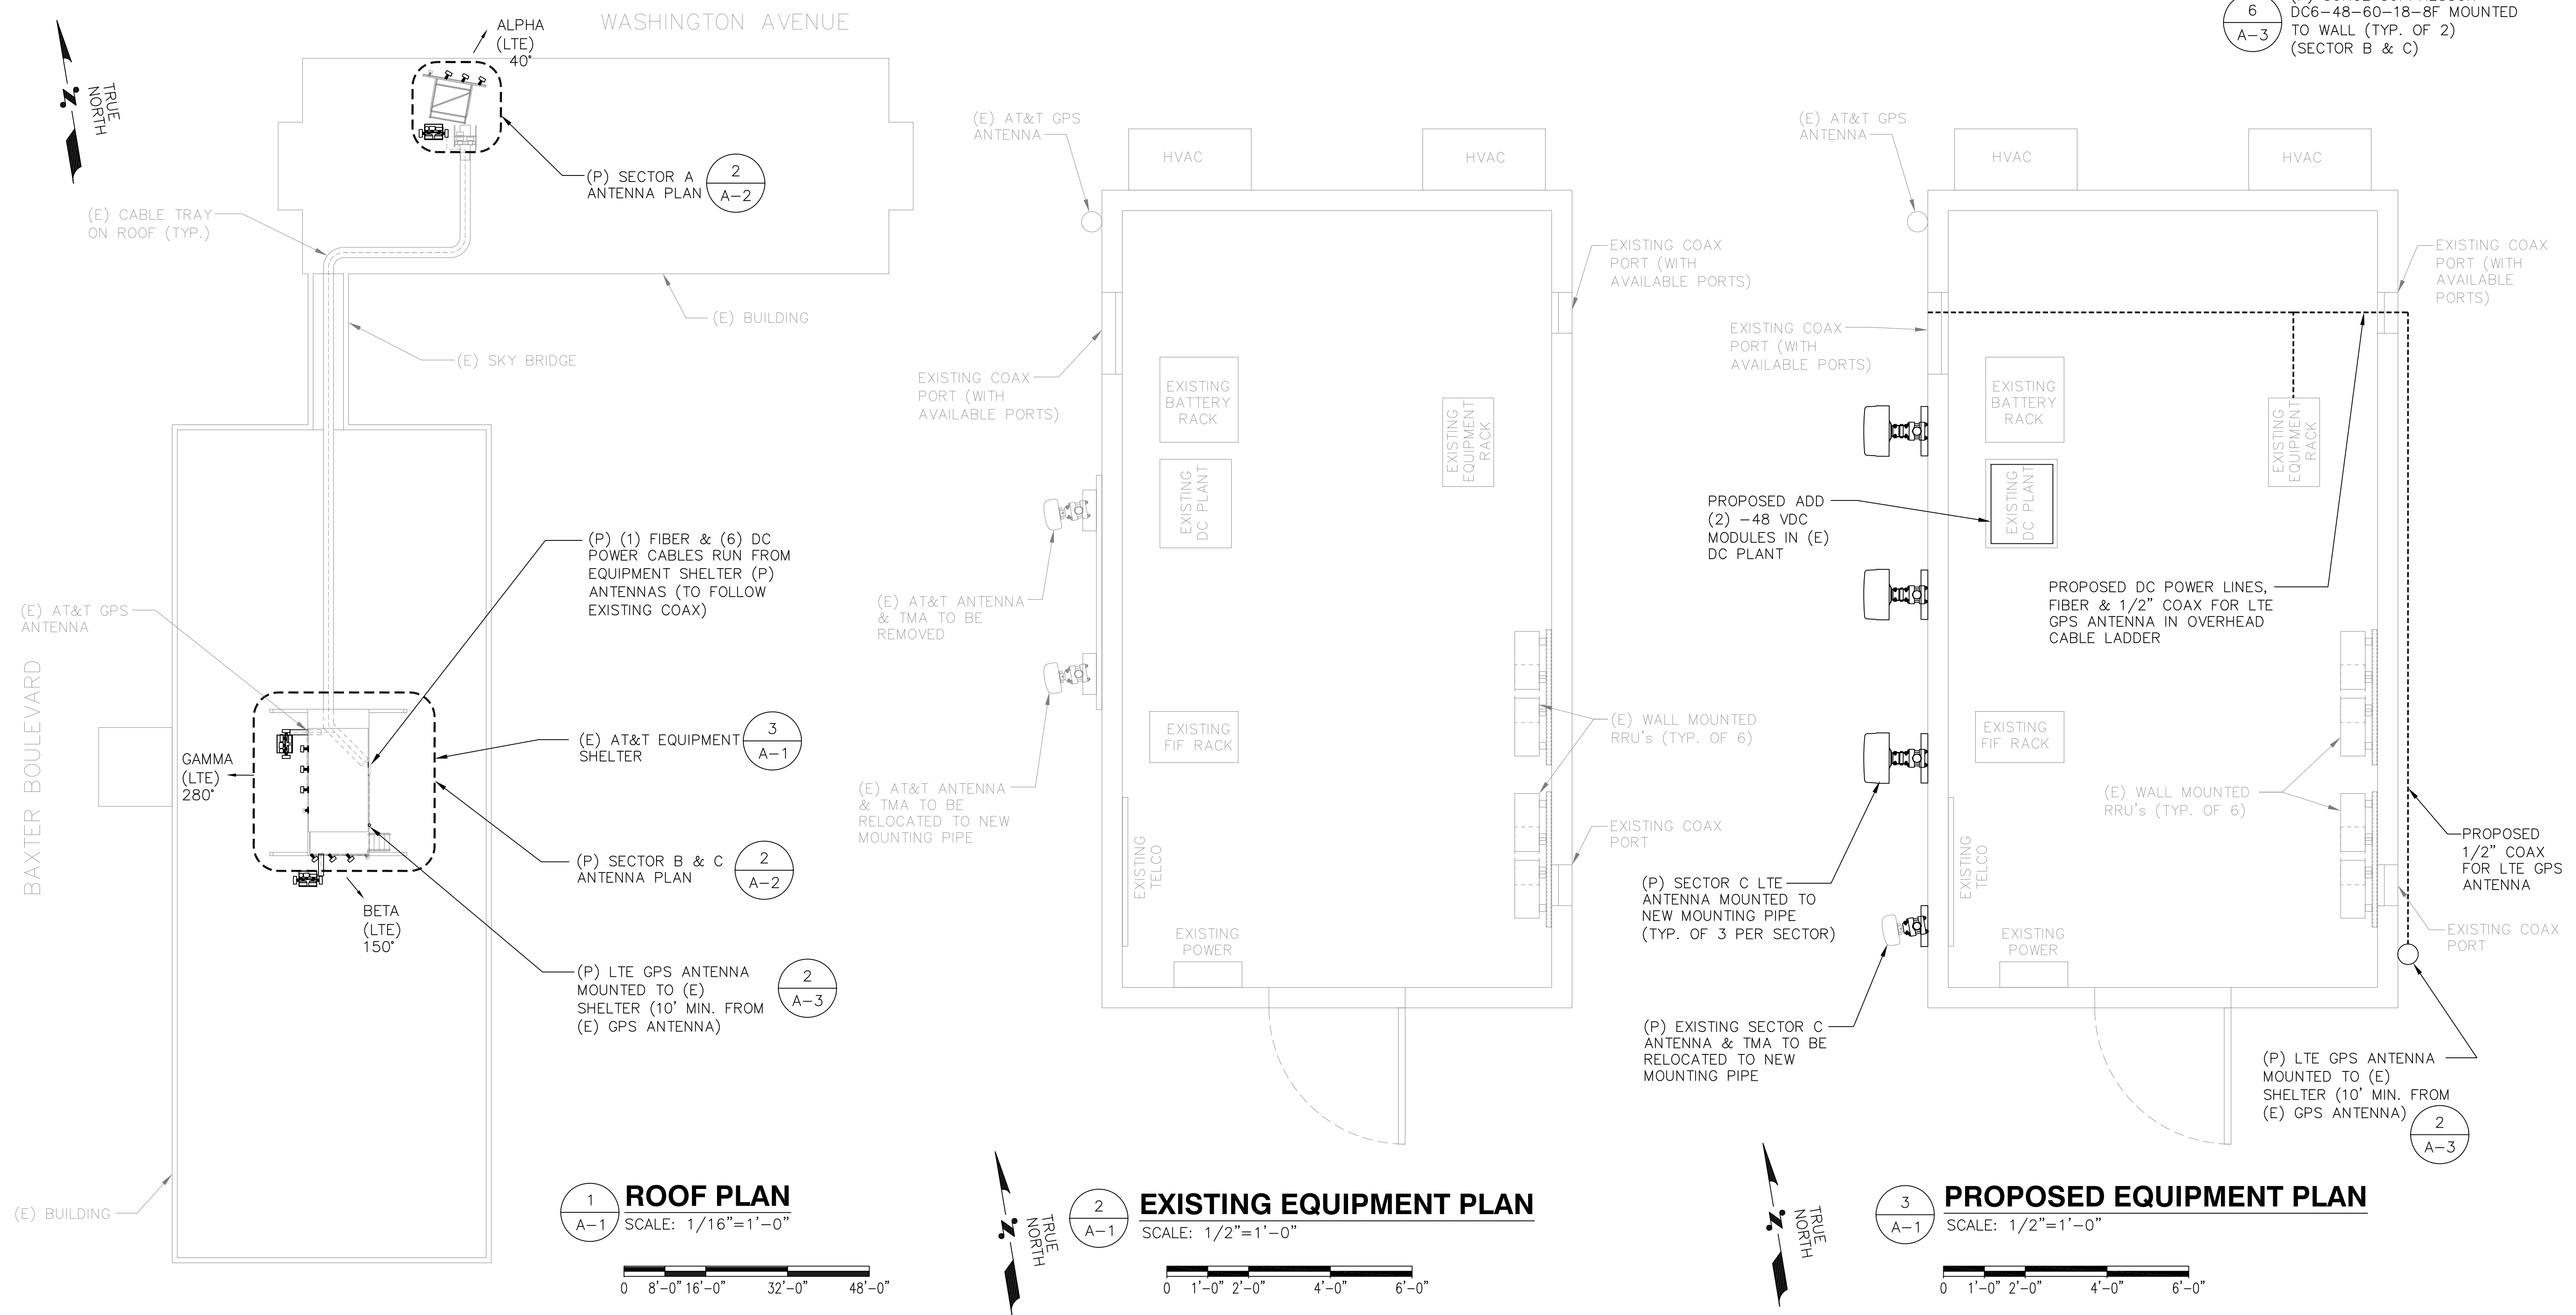 WASHINGTON AVENUE
ALPHA
(LTE)
40°
TRUE
NORTH
(P) SECTOR A
ANTENNA PLAN
2
A-2
(E) CABLE TRAY
ON ROOF (TYP.)
(E) BUILDING
(E) SKY BRIDGE
(P) (1) FIBER & (6) DC
POWER CABLES RUN FROM
EQUIPMENT SHELTER (P)
ANTENNAS (TO FOLLOW
EXISTING COAX)
(E) AT&T GPS
ANTENNA
BAXTER BOULEVARD
GAMMA
(LTE)
280°
(E) AT&T EQUIPMENT
SHELTER
3
A-1
(P) SECTOR B & C
ANTENNA PLAN
2
A-2
BETA
(LTE)
150°
(P) LTE GPS ANTENNA
MOUNTED TO (E)
SHELTER (10' MIN. FROM
(E) GPS ANTENNA)
2
A-3
(E) BUILDING
1
A-1
ROOF PLAN
SCALE: 1/16"=1'-0"
0 8'-0" 16'-0" 32'-0" 48'-0"
(E) AT&T GPS
ANTENNA
HVAC
HVAC
EXISTING COAX
PORT (WITH
AVAILABLE PORTS)
EXISTING COAX
PORT (WITH
AVAILABLE PORTS)
EXISTING
BATTERY
RACK
EXISTING
EQUIPMENT
RACK
EXISTING
DC PLANT
(E) AT&T ANTENNA
& TMA TO BE
REMOVED
EXISTING
FIF RACK
(E) WALL MOUNTED
RRU's (TYP. OF 6)
(E) AT&T ANTENNA
& TMA TO BE
RELOCATED TO NEW
MOUNTING PIPE
EXISTING COAX
PORT
EXISTING
TELCO
EXISTING
POWER
TRUE
NORTH
2
A-1
EXISTING EQUIPMENT PLAN
SCALE: 1/2"=1'-0"
0 1'-0" 2'-0" 4'-0" 6'-0"
6
A-3
DC6-48-60-18-8F MOUNTED
TO WALL (TYP. OF 2)
(SECTOR B & C)
(E) AT&T GPS
ANTENNA
HVAC
HVAC
EXISTING COAX
PORT (WITH
AVAILABLE
PORTS)
EXISTING COAX
PORT (WITH
AVAILABLE PORTS)
EXISTING
BATTERY
RACK
EXISTING
EQUIPMENT
RACK
EXISTING
DC PLANT
PROPOSED ADD
(2) -48 VDC
MODULES IN (E)
DC PLANT
PROPOSED DC POWER LINES,
FIBER & 1/2" COAX FOR LTE
GPS ANTENNA IN OVERHEAD
CABLE LADDER
EXISTING
FIF RACK
(E) WALL MOUNTED
RRU's (TYP. OF 6)
PROPOSED
1/2" COAX
FOR LTE GPS
ANTENNA
(P) SECTOR C LTE
ANTENNA MOUNTED TO
NEW MOUNTING PIPE
(TYP. OF 3 PER SECTOR)
EXISTING
TELCO
EXISTING
POWER
EXISTING COAX
PORT
(P) EXISTING SECTOR C
ANTENNA & TMA TO BE
RELOCATED TO NEW
MOUNTING PIPE
(P) LTE GPS ANTENNA
MOUNTED TO (E)
SHELTER (10' MIN. FROM
(E) GPS ANTENNA)
2
A-3
TRUE
NORTH
3
A-1
PROPOSED EQUIPMENT PLAN
SCALE: 1/2"=1'-0"
0 1'-0" 2'-0" 4'-0" 6'-0"